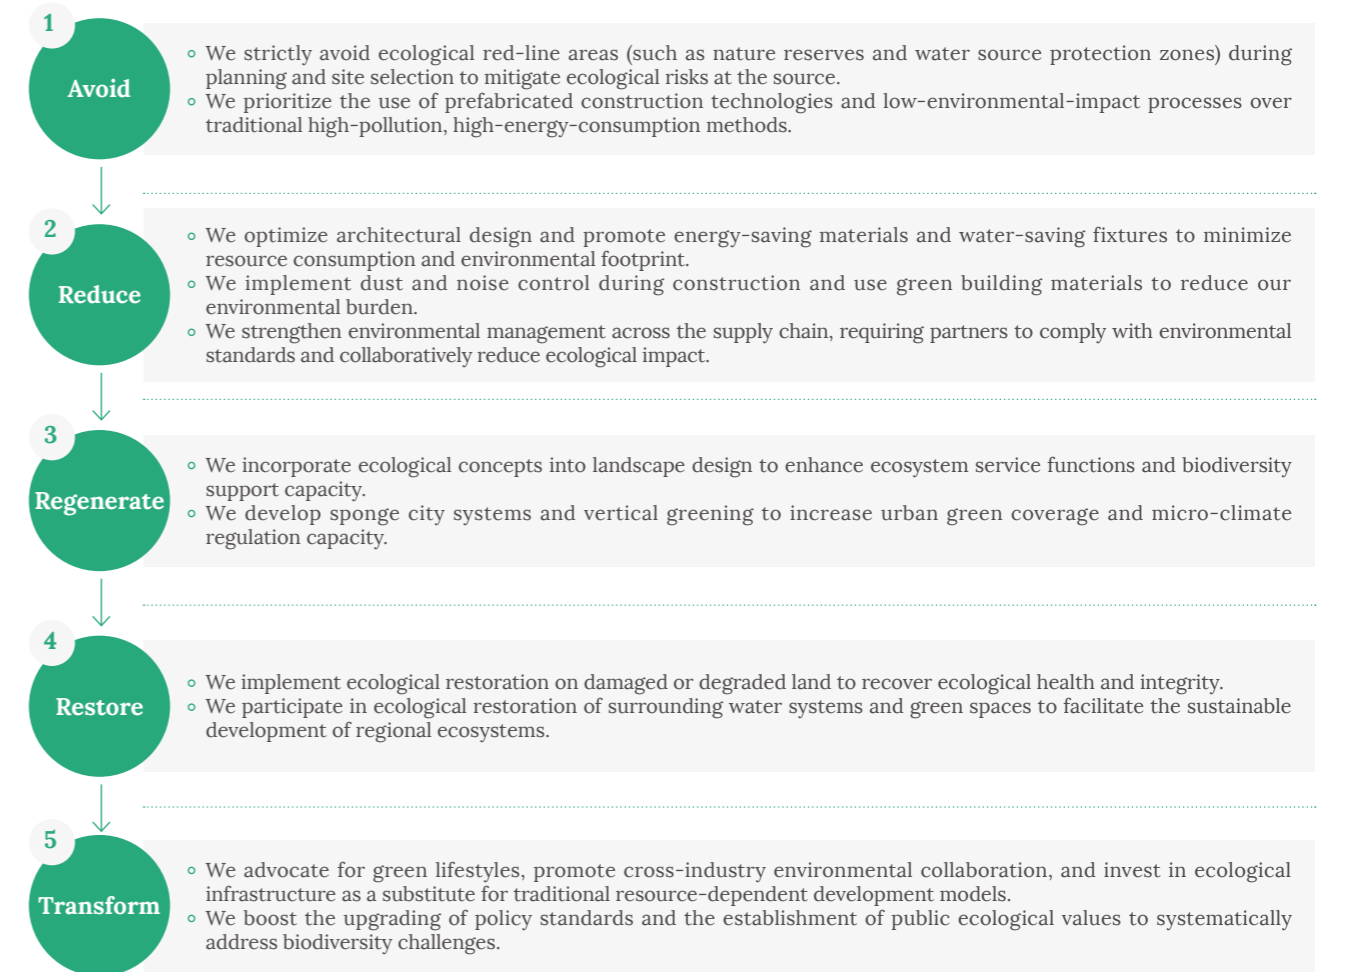 1
Avoid
We strictly avoid ecological red-line areas (such as nature reserves and water source protection zones) during
planning and site selection to mitigate ecological risks at the source.
We prioritize the use of prefabricated construction technologies and low-environmental-impact processes over
traditional high-pollution, high-energy-consumption methods.
2
Reduce
We optimize architectural design and promote energy-saving materials and water-saving fixtures to minimize
resource consumption and environmental footprint.
We implement dust and noise control during construction and use green building materials to reduce our
environmental burden.
We strengthen environmental management across the supply chain, requiring partners to comply with environmental
standards and collaboratively reduce ecological impact.
3
Regenerate
We incorporate ecological concepts into landscape design to enhance ecosystem service functions and biodiversity
support capacity.
We develop sponge city systems and vertical greening to increase urban green coverage and micro-climate
regulation capacity.
4
Restore
We implement ecological restoration on damaged or degraded land to recover ecological health and integrity.
We participate in ecological restoration of surrounding water systems and green spaces to facilitate the sustainable
development of regional ecosystems.
5
Transform
We advocate for green lifestyles, promote cross-industry environmental collaboration, and invest in ecological
infrastructure as a substitute for traditional resource-dependent development models.
We boost the upgrading of policy standards and the establishment of public ecological values to systematically
address biodiversity challenges.